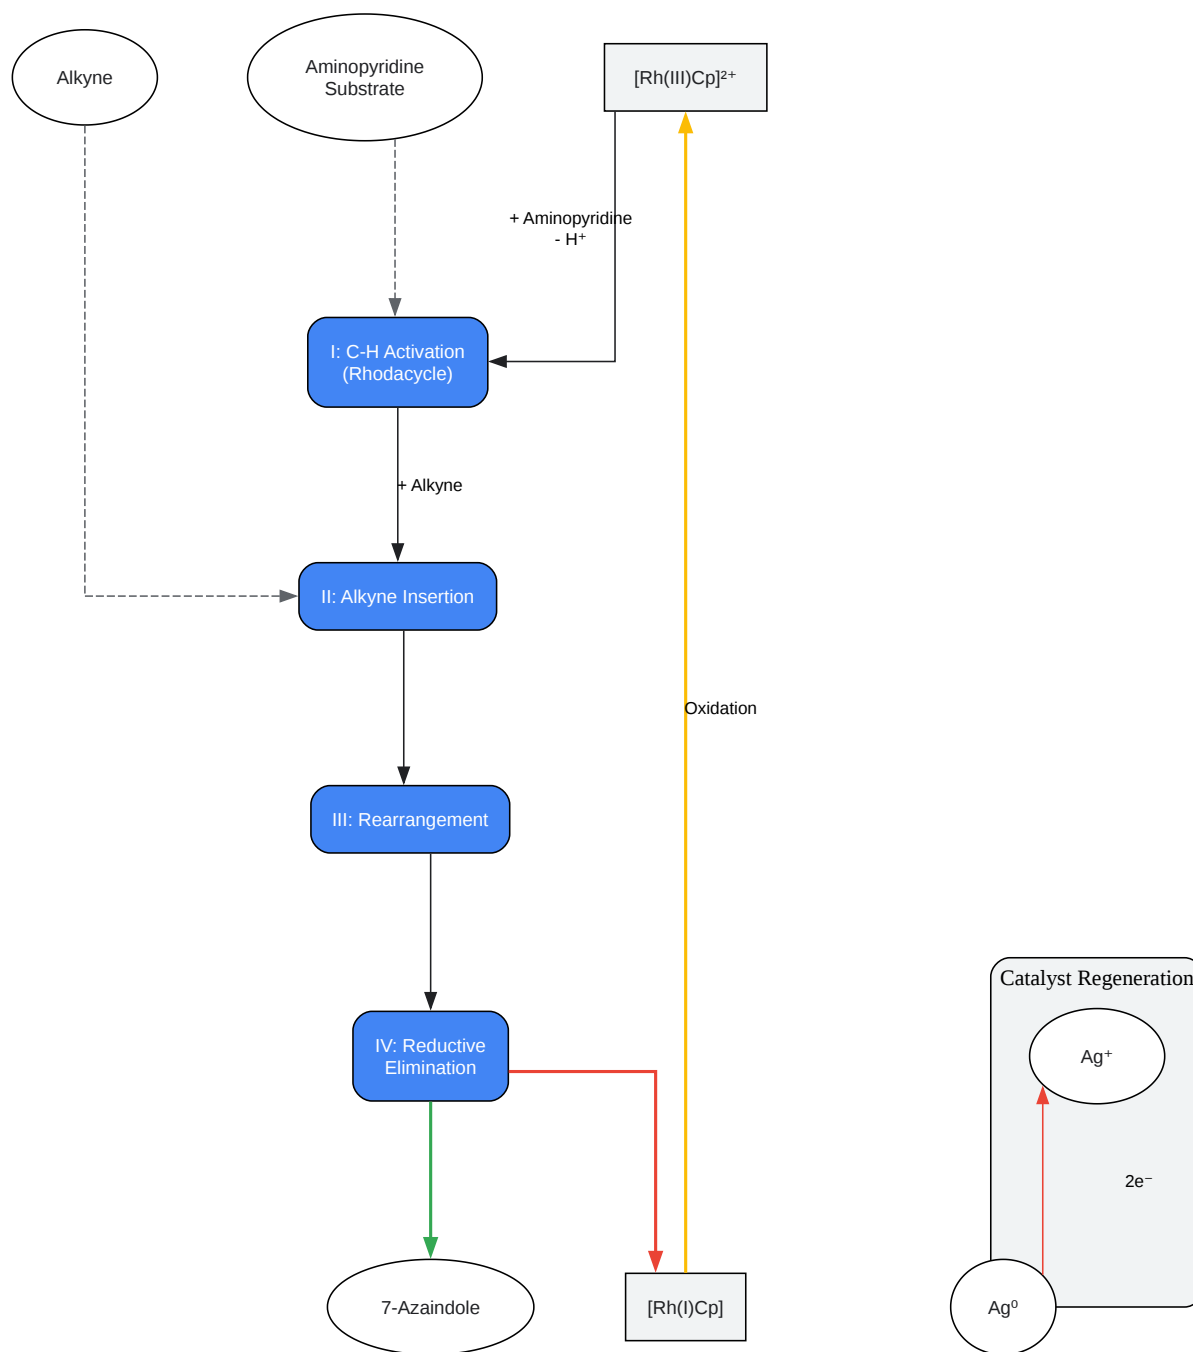 Alkyne
Aminopyridine
Substrate
[Rh(III)Cp]²⁺
+ Aminopyridine
- H⁺
I: C-H Activation
(Rhodacycle)
+ Alkyne
II: Alkyne Insertion
Oxidation
III: Rearrangement
Catalyst Regeneration
IV: Reductive
Elimination
Ag⁺
2e⁻
7-Azaindole
[Rh(I)Cp]
Ag⁰